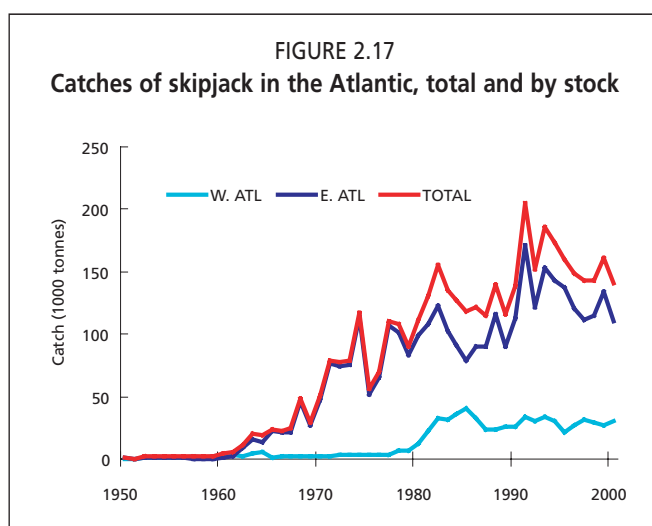 FIGURE 2.17
Catches of skipjack in the Atlantic, total and by stock
250
W. ATL E. ATL TOTAL
200
150
100
50
0
Catch (1000 tonnes)
1950 1960 1970 1980 1990 2000